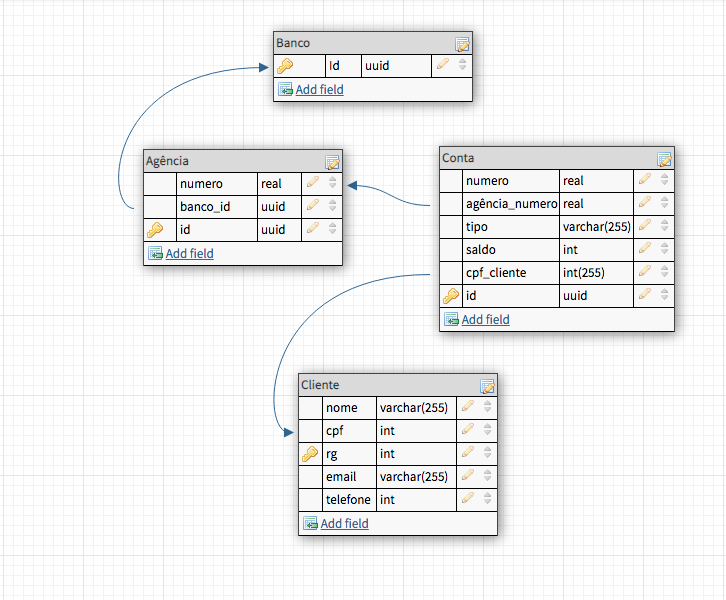 Banco
Id uuid
Add field
Agência
numero real
banco_id uuid
id uuid
Add field
Conta
numero real
agência_numero real
tipo varchar(255)
saldo int
cpf_cliente int(255)
id uuid
Add field
Cliente
nome varchar(255)
cpf int
rg int
email varchar(255)
telefone int
Add field